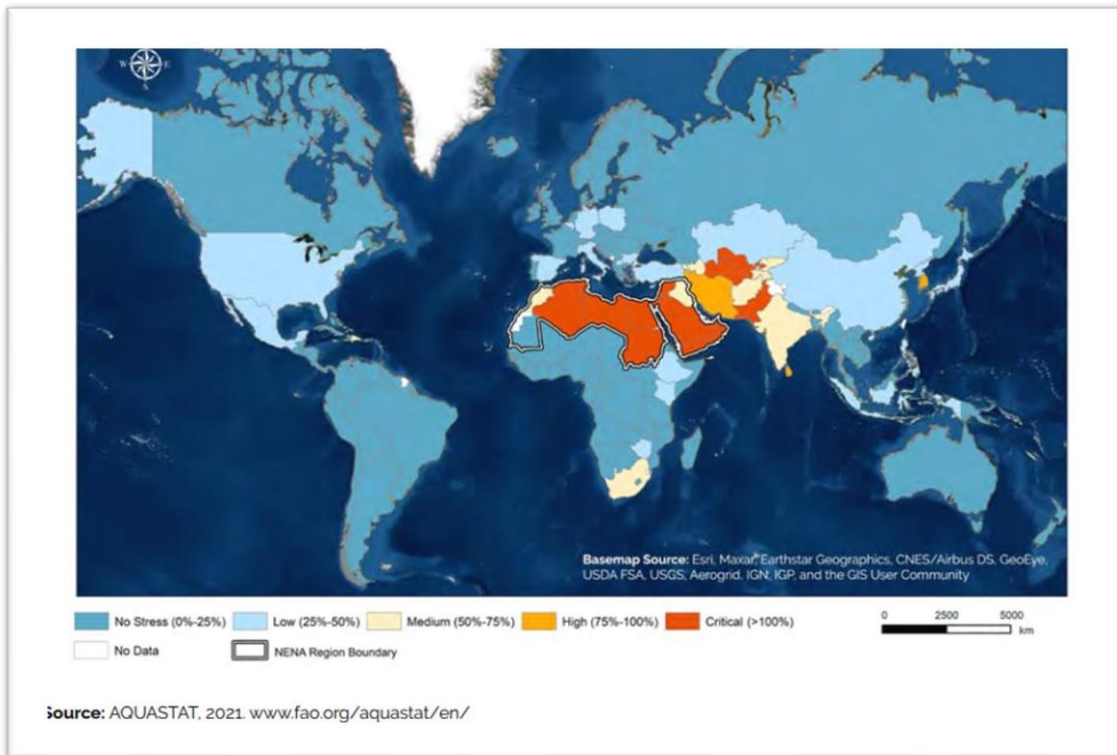 N
W
E
S
Basemap Source: Esri, Maxar, Earthstar Geographics, CNES/Airbus DS, GeoEye,
USDA FSA, USGS, Aerogrid, IGN, IGP, and the GIS User Community
No Stress (0%-25%)
Low (25%-50%)
Medium (50%-75%)
High (75%-100%)
Critical (>100%)
0
2500
5000
km
No Data
NENA Region Boundary
Source: AQUASTAT, 2021. www.fao.org/aquastat/en/